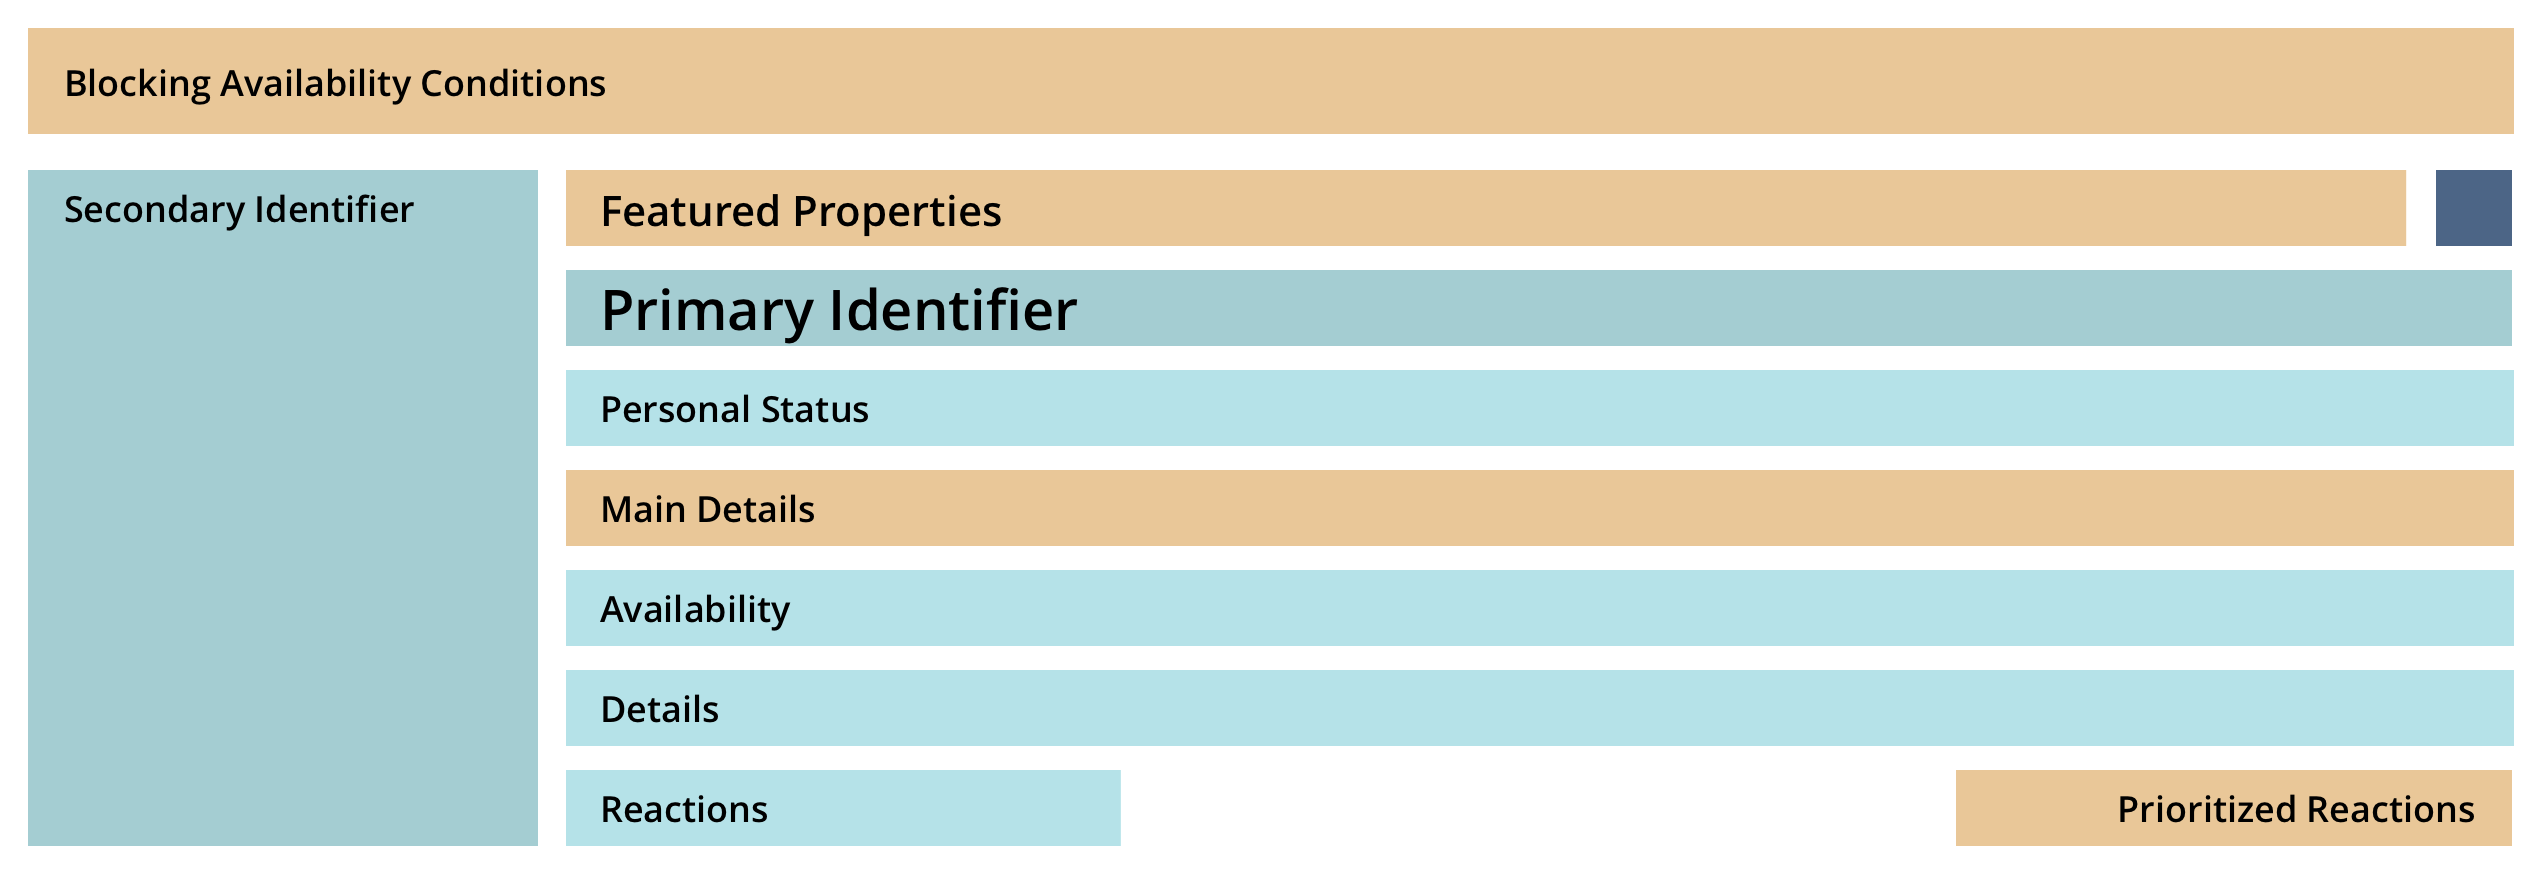 Blocking Availability Conditions
Secondary Identifier
Featured Properties
Primary Identifier
Personal Status
Main Details
Availability
Details
Reactions
Prioritized Reactions